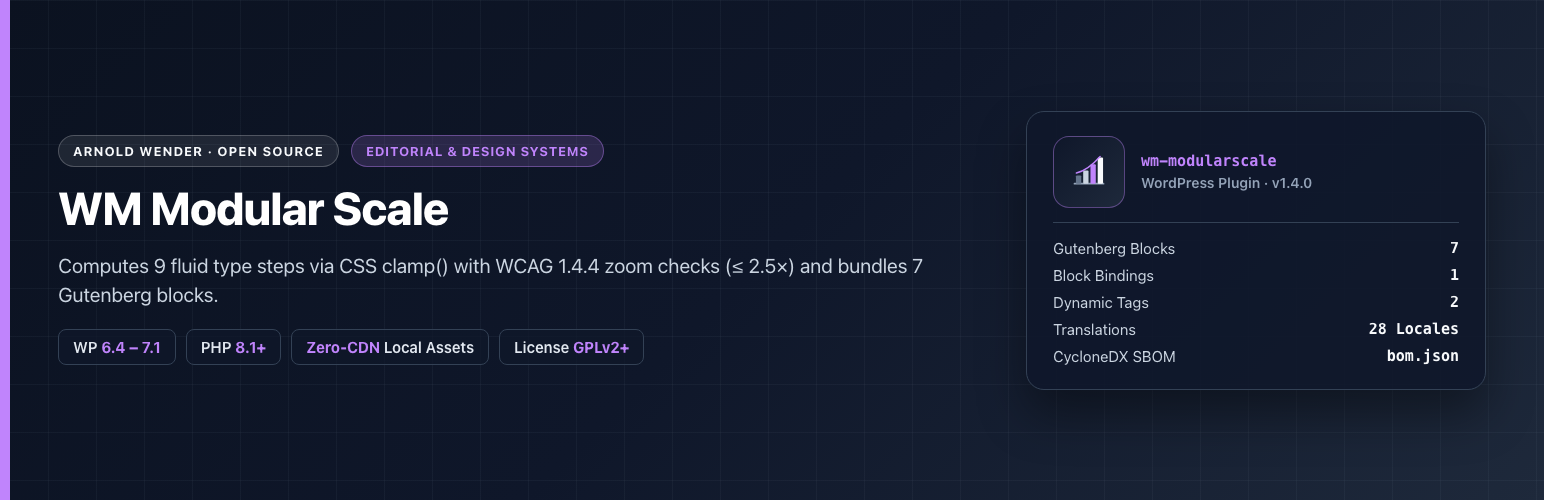 ARNOLD WENDER · OPEN SOURCE
EDITORIAL & DESIGN SYSTEMS
WM Modular Scale
Computes 9 fluid type steps via CSS clamp() with WCAG 1.4.4 zoom checks (≤ 2.5×) and bundles 7
Gutenberg blocks.
WP 6.4 – 7.1
PHP 8.1+
Zero-CDN Local Assets
License GPLv2+
wm-modularscale
WordPress Plugin · v1.4.0
Gutenberg Blocks 7
Block Bindings 1
Dynamic Tags 2
Translations 28 Locales
CycloneDX SBOM bom.json